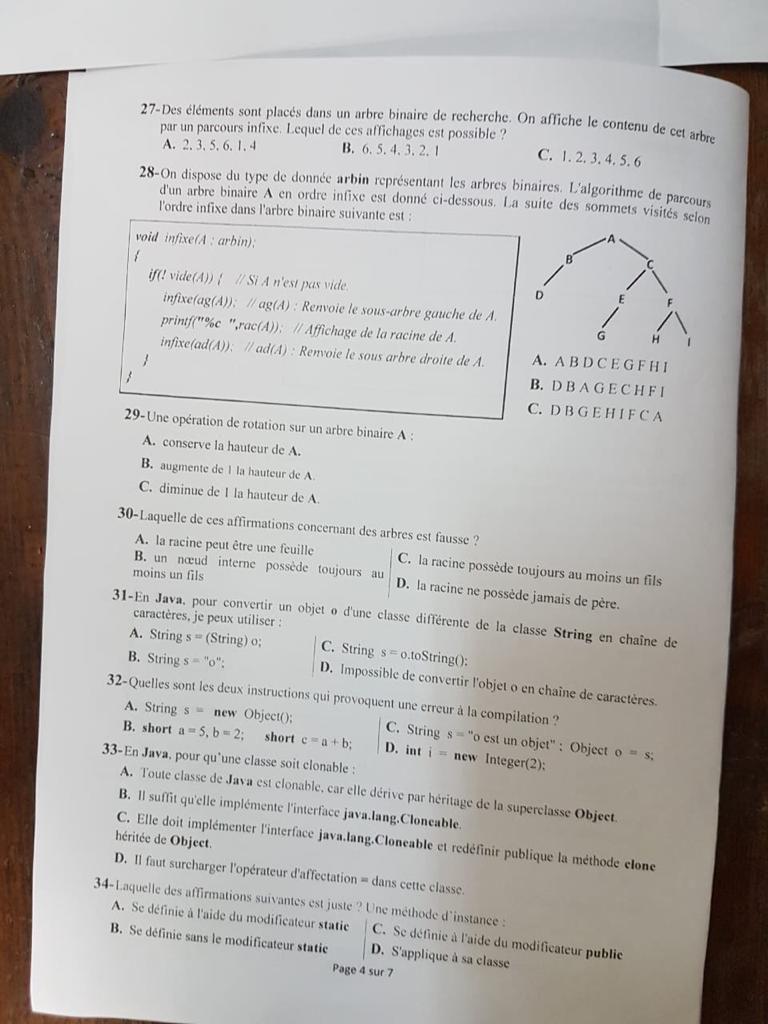 27-Des éléments sont placés dans un arbre binaire de recherche. On affiche le contenu de cet arbre
par un parcours infixe. Lequel de ces affichages est possible ?
A. 2, 3, 5, 6, 1, 4 B. 6, 5, 4, 3, 2, 1 C. 1, 2, 3, 4, 5, 6
28-On dispose du type de donnée arbin représentant les arbres binaires. L'algorithme de parcours
d'un arbre binaire A en ordre infixe est donné ci-dessous. La suite des sommets visités selon
l'ordre infixe dans l'arbre binaire suivante est :
void infixe(A : arbin);
{
if(! vide(A)) { // Si A n'est pas vide.
infixe(ag(A)); // ag(A) : Renvoie le sous-arbre gauche de A.
printf("%c ",rac(A)); // Affichage de la racine de A.
infixe(ad(A)); // ad(A) : Renvoie le sous arbre droite de A.
}
}
A
B C
D E F
G H I
A. A B D C E G F H I
B. D B A G E C H F I
C. D B G E H I F C A
29-Une opération de rotation sur un arbre binaire A :
A. conserve la hauteur de A.
B. augmente de 1 la hauteur de A.
C. diminue de 1 la hauteur de A.
30-Laquelle de ces affirmations concernant des arbres est fausse ?
A. la racine peut être une feuille
B. un nœud interne possède toujours au
moins un fils
C. la racine possède toujours au moins un fils
D. la racine ne possède jamais de père.
31-En Java, pour convertir un objet o d'une classe différente de la classe String en chaîne de
caractères, je peux utiliser :
A. String s = (String) o;
B. String s = "o";
C. String s = o.toString();
D. Impossible de convertir l'objet o en chaîne de caractères.
32-Quelles sont les deux instructions qui provoquent une erreur à la compilation ?
A. String s = new Object();
B. short a = 5, b = 2; short c = a + b;
C. String s = "o est un objet" ; Object o = s;
D. int i = new Integer(2);
33-En Java, pour qu'une classe soit clonable :
A. Toute classe de Java est clonable, car elle dérive par héritage de la superclasse Object.
B. Il suffit qu'elle implémente l'interface java.lang.Cloneable.
C. Elle doit implémenter l'interface java.lang.Cloneable et redéfinir publique la méthode clone
héritée de Object.
D. Il faut surcharger l'opérateur d'affectation = dans cette classe.
34-Laquelle des affirmations suivantes est juste ? Une méthode d'instance :
A. Se définie à l'aide du modificateur static
B. Se définie sans le modificateur static
C. Se définie à l'aide du modificateur public
D. S'applique à sa classe
Page 4 sur 7